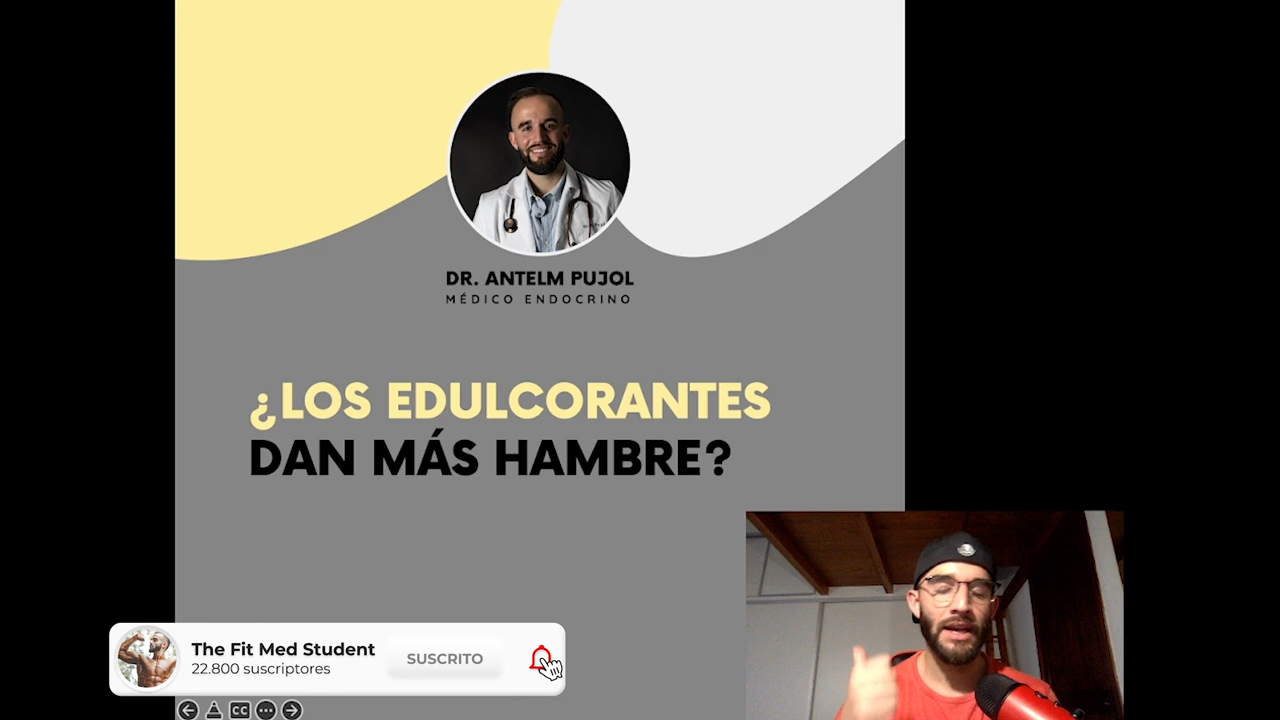 DR. ANTELM PUJOL
MÉDICO ENDOCRINO
¿LOS EDULCORANTES
DAN MÁS HAMBRE?
The Fit Med Student
22.800 suscriptores
SUSCRITO
CC